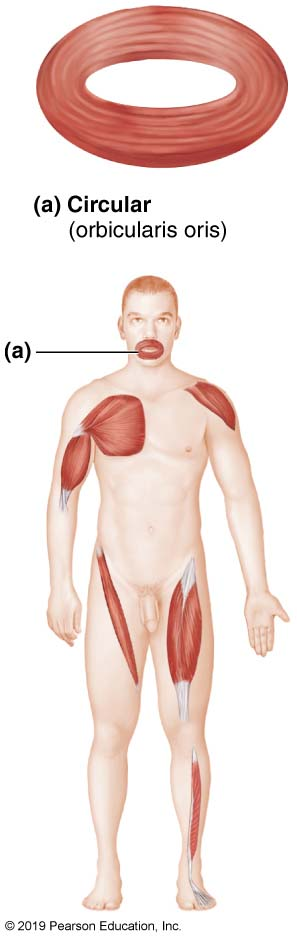 (a) Circular
(orbicularis oris)
(a)
© 2019 Pearson Education, Inc.